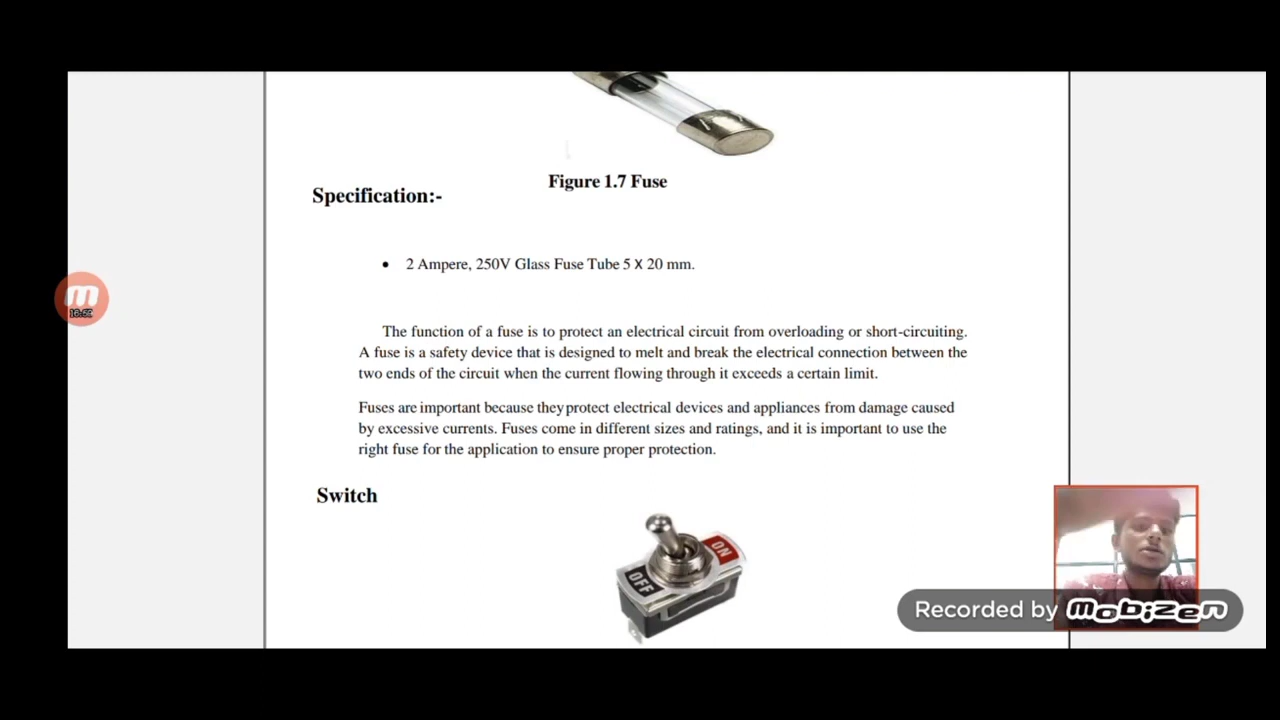 Figure 1.7 Fuse
Specification:-
• 2 Ampere, 250V Glass Fuse Tube 5 X 20 mm.
The function of a fuse is to protect an electrical circuit from overloading or short-circuiting.
A fuse is a safety device that is designed to melt and break the electrical connection between the
two ends of the circuit when the current flowing through it exceeds a certain limit.
Fuses are important because they protect electrical devices and appliances from damage caused
by excessive currents. Fuses come in different sizes and ratings, and it is important to use the
right fuse for the application to ensure proper protection.
Switch
ON
OFF
m
Recorded by mobizen